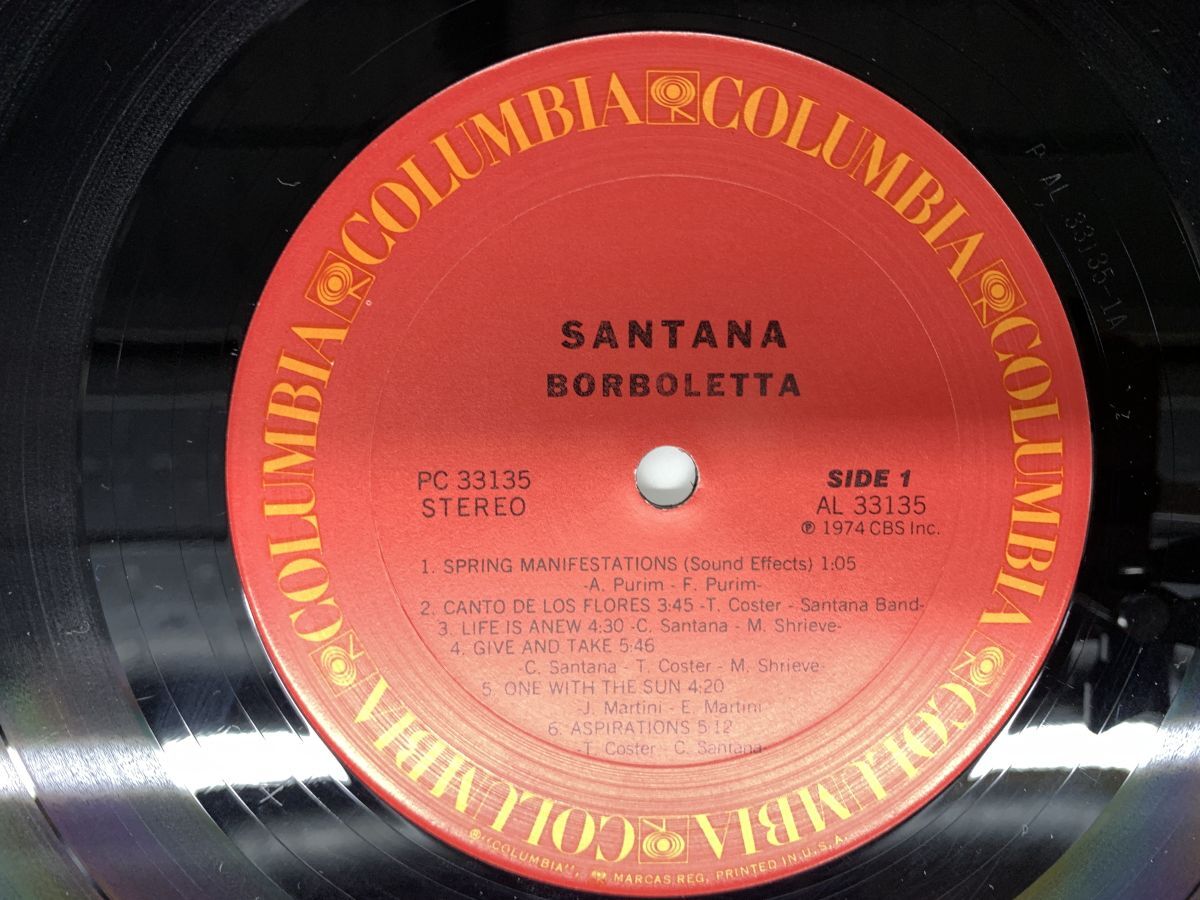 COLUMBIA COLUMBIA COLUMBIA COLUMBIA COLUMBIA COLUMBIA
SANTANA
BORBOLETTA
PC 33135
STEREO
SIDE 1
AL 33135
℗ 1974 CBS Inc.
1. SPRING MANIFESTATIONS (Sound Effects) 1:05
-A. Purim - F. Purim-
2. CANTO DE LOS FLORES 3:45 -T. Coster - Santana Band-
3. LIFE IS ANEW 4:30 -C. Santana - M. Shrieve-
4. GIVE AND TAKE 5:46
-C. Santana - T. Coster - M. Shrieve-
5. ONE WITH THE SUN 4:20
-J. Martini - E. Martini
6. ASPIRATIONS 5:12
-T. Coster - C. Santana-
®, "COLUMBIA", MARCAS REG. PRINTED IN U.S.A.
P AL 33135-1A